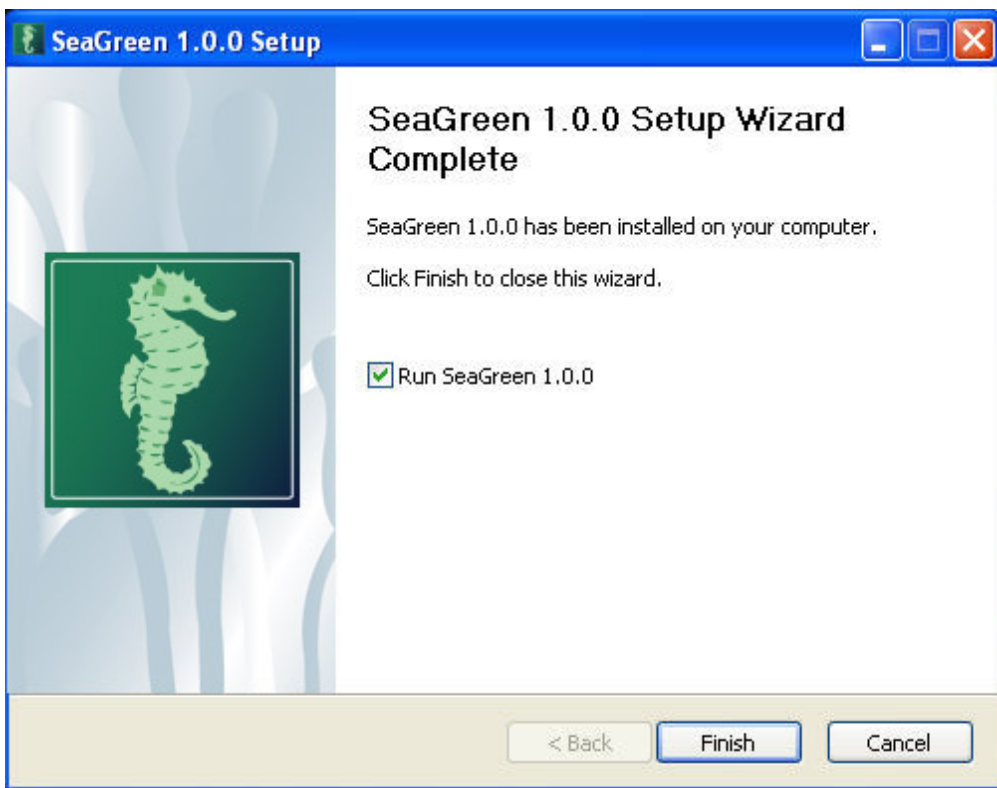 SeaGreen 1.0.0 Setup
SeaGreen 1.0.0 Setup Wizard
Complete
SeaGreen 1.0.0 has been installed on your computer.
Click Finish to close this wizard.
Run SeaGreen 1.0.0
< Back
Finish
Cancel